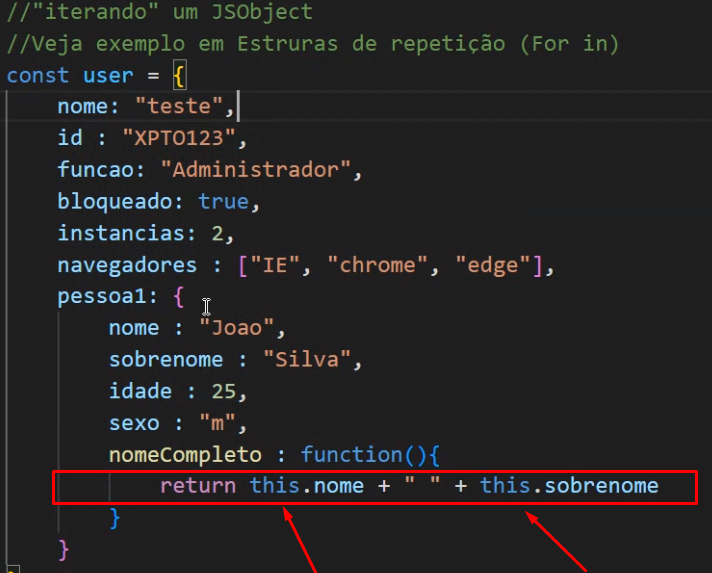 //"iterando" um JSObject
//Veja exemplo em Estruras de repetição (For in)
const user = {
nome: "teste",
id : "XPTO123",
funcao: "Administrador",
bloqueado: true,
instancias: 2,
navegadores : ["IE", "chrome", "edge"],
pessoa1: {
nome : "Joao",
sobrenome : "Silva",
idade : 25,
sexo : "m",
nomeCompleto : function(){
return this.nome + " " + this.sobrenome
}
}